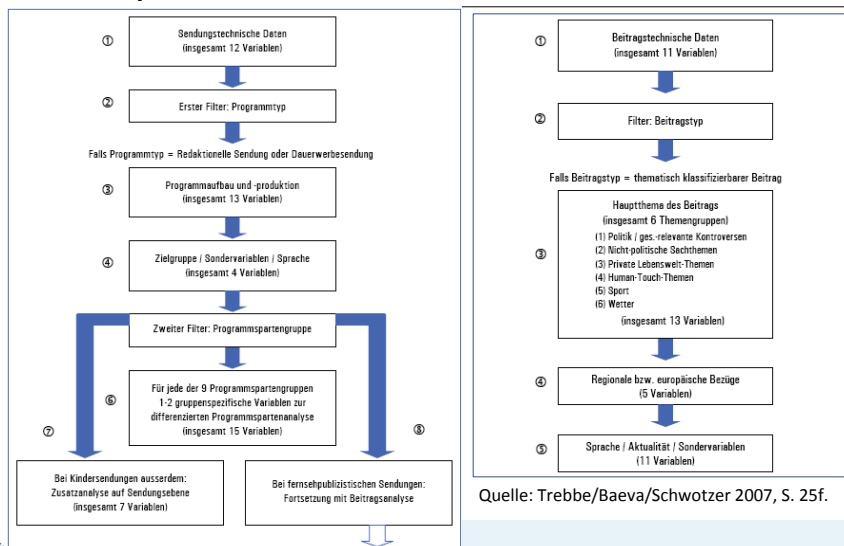 ①
Sendungstechnische Daten
(insgesamt 12 Variablen)
②
Erster Filter: Programmtyp
Falls Programmtyp = Redaktionelle Sendung oder Dauerwerbesendung
③
Programmaufbau und -produktion
(insgesamt 13 Variablen)
④
Zielgruppe / Sondervariablen / Sprache
(insgesamt 4 Variablen)
Zweiter Filter: Programmspartengruppe
⑥
Für jede der 9 Programmspartengruppen
1-2 gruppenspezifische Variablen zur
differenzierten Programmspartenanalyse
(insgesamt 15 Variablen)
⑦
Bei Kindersendungen ausserdem:
Zusatzanalyse auf Sendungsebene
(insgesamt 7 Variablen)
⑧
Bei fernsehpublizistischen Sendungen:
Fortsetzung mit Beitragsanalyse
①
Beitragstechnische Daten
(insgesamt 11 Variablen)
②
Filter: Beitragstyp
Falls Beitragstyp = thematisch klassifizierbarer Beitrag
③
Hauptthema des Beitrags
(insgesamt 6 Themengruppen)
(1) Politik / ges.-relevante Kontroversen
(2) Nicht-politische Sachthemen
(3) Private Lebenswelt-Themen
(4) Human-Touch-Themen
(5) Sport
(6) Wetter
(insgesamt 13 Variablen)
④
Regionale bzw. europäische Bezüge
(5 Variablen)
⑤
Sprache / Aktualität / Sondervariablen
(11 Variablen)
Quelle: Trebbe/Baeva/Schwotzer 2007, S. 25f.